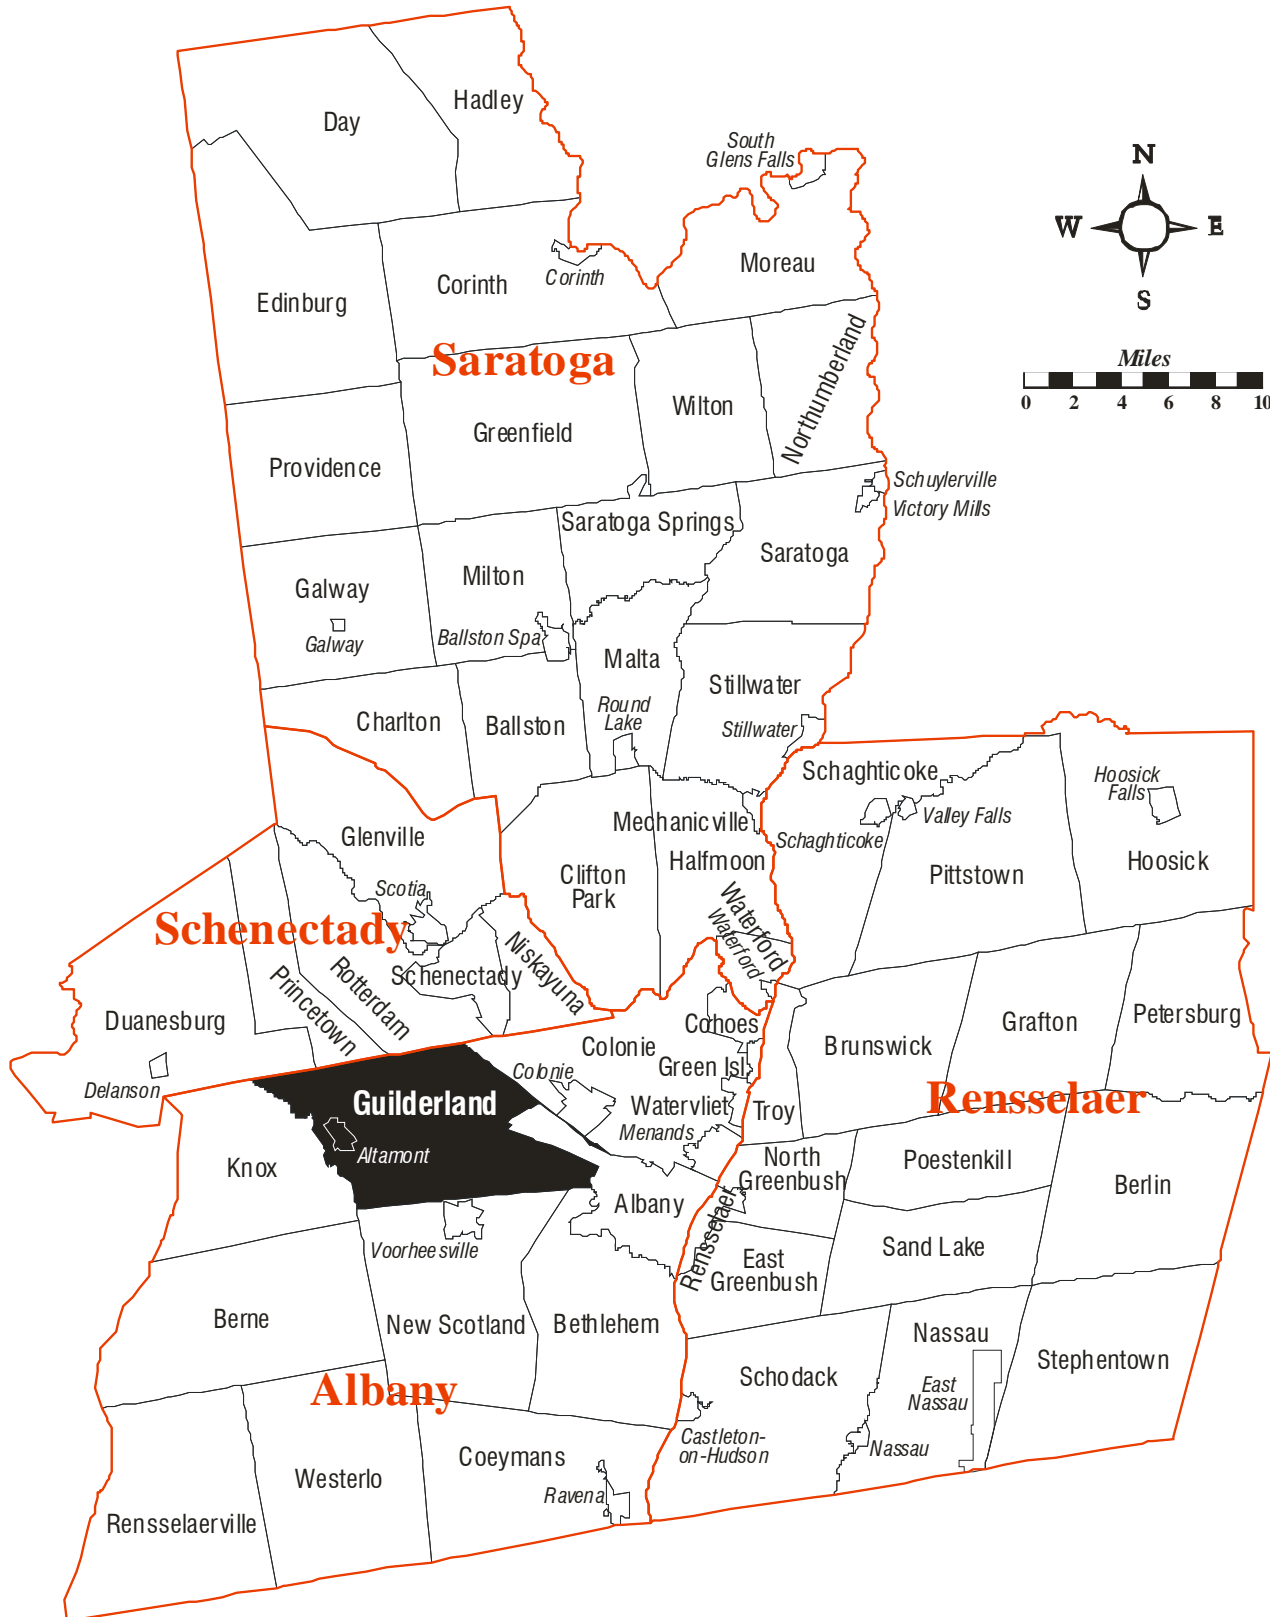 Hadley
Day
South
Glens Falls
N
W
E
S
Moreau
Corinth
Corinth
Edinburg
Northumberland
Saratoga
Miles
0 2 4 6 8 10
Wilton
Greenfield
Providence
Schuylerville
Victory Mills
Saratoga Springs
Saratoga
Milton
Galway
Galway
Ballston Spa
Malta
Stillwater
Round
Lake
Stillwater
Charlton
Ballston
Schaghticoke
Hoosick
Falls
Valley Falls
Schaghticoke
Mechanicville
Glenville
Halfmoon
Hoosick
Clifton
Park
Pittstown
Scotia
Waterford
Waterford
Schenectady
Niskayuna
Schenectady
Rotterdam
Princetown
Duanesburg
Cohoes
Grafton
Petersburg
Colonie
Brunswick
Green Isl.
Colonie
Delanson
Guilderland
Watervliet
Troy
Rensselaer
Menands
Altamont
North
Greenbush
Poestenkill
Knox
Berlin
Albany
Rensselaer
Voorheesville
Sand Lake
East
Greenbush
Berne
New Scotland
Bethlehem
Nassau
Stephentown
Schodack
Albany
East
Nassau
Castleton-
on-Hudson
Nassau
Coeymans
Westerlo
Ravena
Rensselaerville